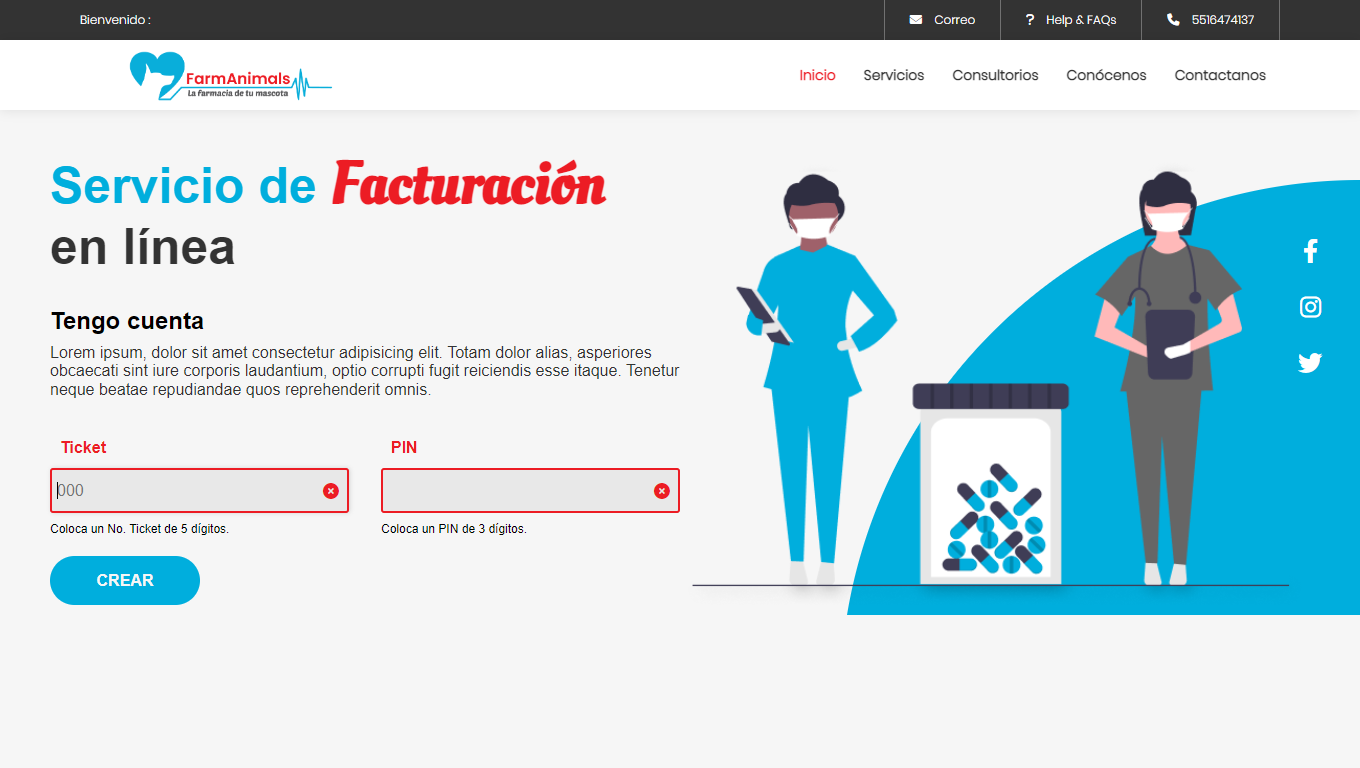 Bienvenido :
Correo
Help & FAQs
5516474137
FarmAnimals
La Farmacia de tu mascota
Inicio
Servicios
Consultorios
Conócenos
Contactanos
Servicio de Facturación
en línea
Tengo cuenta
Lorem ipsum, dolor sit amet consectetur adipisicing elit. Totam dolor alias, asperiores
obcaecati sint iure corporis laudantium, optio corrupti fugit reiciendis esse itaque. Tenetur
neque beatae repudiandae quos reprehenderit omnis.
Ticket
PIN
000
Coloca un No. Ticket de 5 dígitos.
Coloca un PIN de 3 dígitos.
CREAR